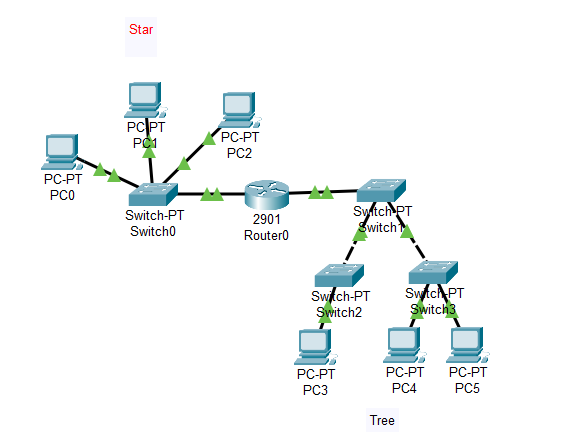 Star
PC-PT
PC1
PC-PT
PC2
PC-PT
PC0
Switch-PT
Switch0
2901
Router0
Switch-PT
Switch1
Switch-PT
Switch2
Switch-PT
Switch3
PC-PT
PC3
PC-PT
PC4
PC-PT
PC5
Tree